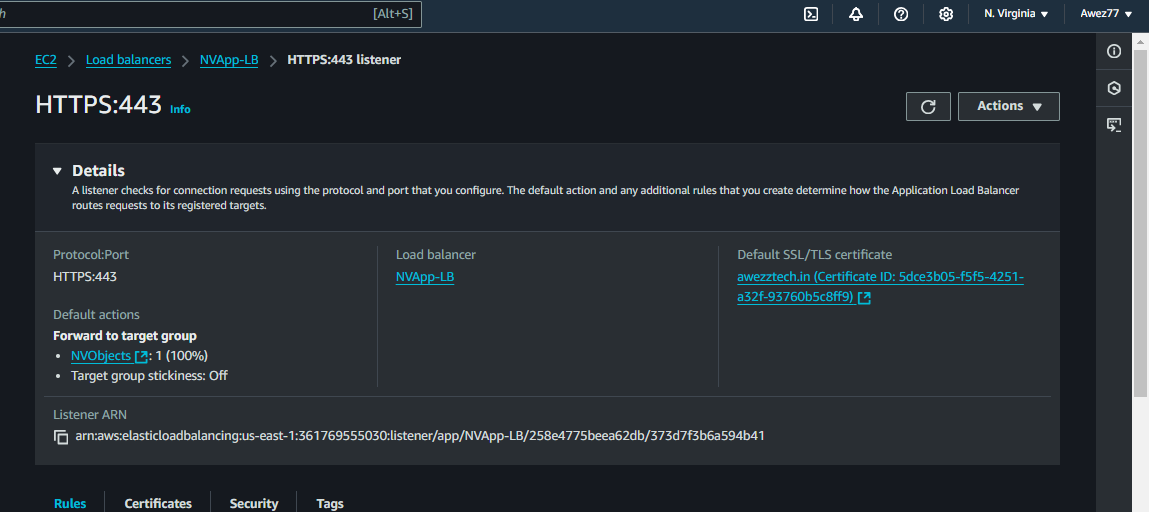 [Alt+S]
N. Virginia
Awez77
EC2 > Load balancers > NVApp-LB > HTTPS:443 listener
HTTPS:443 Info
Actions
Details
A listener checks for connection requests using the protocol and port that you configure. The default action and any additional rules that you create determine how the Application Load Balancer
routes requests to its registered targets.
Protocol:Port
HTTPS:443
Load balancer
NVApp-LB
Default SSL/TLS certificate
awezztech.in (Certificate ID: 5dce3b05-f5f5-4251-
a32f-93760b5c8ff9)
Default actions
Forward to target group
• NVObjects : 1 (100%)
• Target group stickiness: Off
Listener ARN
arn:aws:elasticloadbalancing:us-east-1:361769555030:listener/app/NVApp-LB/258e4775beea62db/373d7f3b6a594b41
Rules
Certificates
Security
Tags